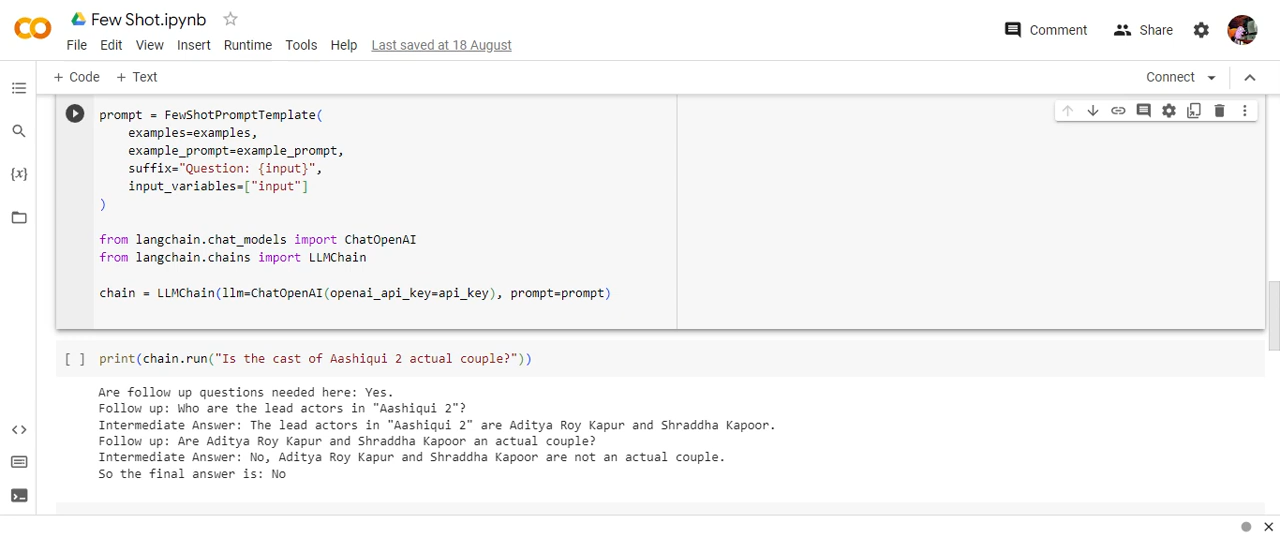 Few Shot.ipynb
File Edit View Insert Runtime Tools Help Last saved at 18 August
Comment Share
+ Code + Text
Connect
prompt = FewShotPromptTemplate(
examples=examples,
example_prompt=example_prompt,
suffix="Question: {input}",
input_variables=["input"]
)
from langchain.chat_models import ChatOpenAI
from langchain.chains import LLMChain
chain = LLMChain(llm=ChatOpenAI(openai_api_key=api_key), prompt=prompt)
[ ] print(chain.run("Is the cast of Aashiqui 2 actual couple?"))
Are follow up questions needed here: Yes.
Follow up: Who are the lead actors in "Aashiqui 2"?
Intermediate Answer: The lead actors in "Aashiqui 2" are Aditya Roy Kapur and Shraddha Kapoor.
Follow up: Are Aditya Roy Kapur and Shraddha Kapoor an actual couple?
Intermediate Answer: No, Aditya Roy Kapur and Shraddha Kapoor are not an actual couple.
So the final answer is: No